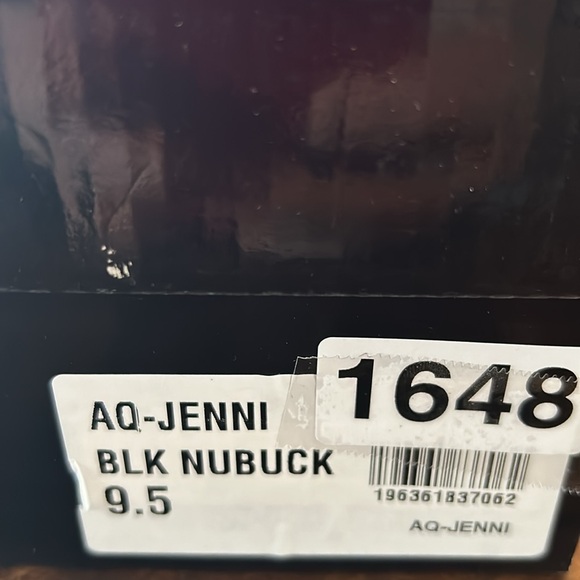 1648
AQ-JENNI
BLK NUBUCK
9.5
196361837062
AQ-JENNI